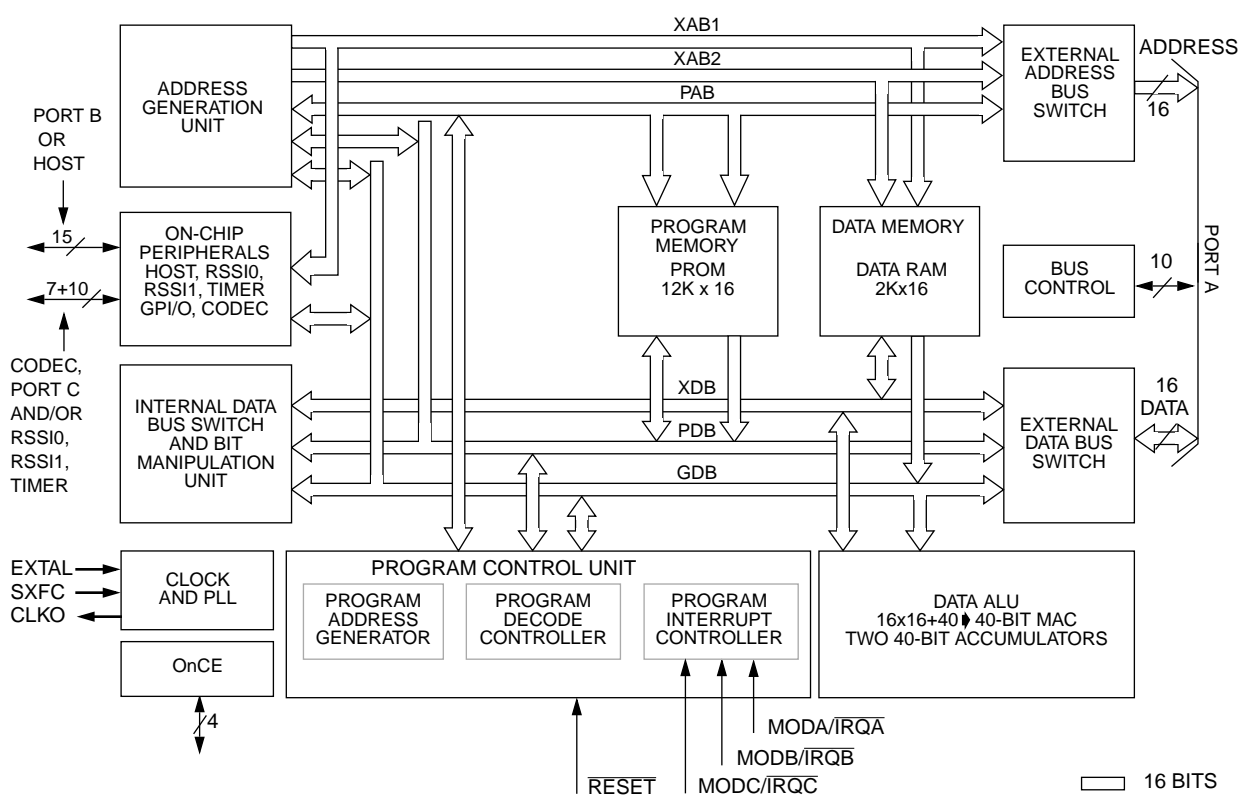 XAB1
XAB2
PAB
ADDRESS
GENERATION
UNIT
EXTERNAL
ADDRESS
BUS
SWITCH
ADDRESS
16
PORT B
OR
HOST
15
7+10
ON-CHIP
PERIPHERALS
HOST, RSSI0,
RSSI1, TIMER
GPI/O, CODEC
PROGRAM
MEMORY
PROM
12K x 16
DATA MEMORY
DATA RAM
2Kx16
BUS
CONTROL
10
PORT A
CODEC,
PORT C
AND/OR
RSSI0,
RSSI1,
TIMER
INTERNAL DATA
BUS SWITCH
AND BIT
MANIPULATION
UNIT
XDB
PDB
GDB
EXTERNAL
DATA BUS
SWITCH
16
DATA
EXTAL
SXFC
CLKO
CLOCK
AND PLL
OnCE
4
PROGRAM CONTROL UNIT
PROGRAM
ADDRESS
GENERATOR
PROGRAM
DECODE
CONTROLLER
PROGRAM
INTERRUPT
CONTROLLER
DATA ALU
16x16+40 40-BIT MAC
TWO 40-BIT ACCUMULATORS
MODA/IRQA
MODB/IRQB
MODC/IRQC
RESET
16 BITS